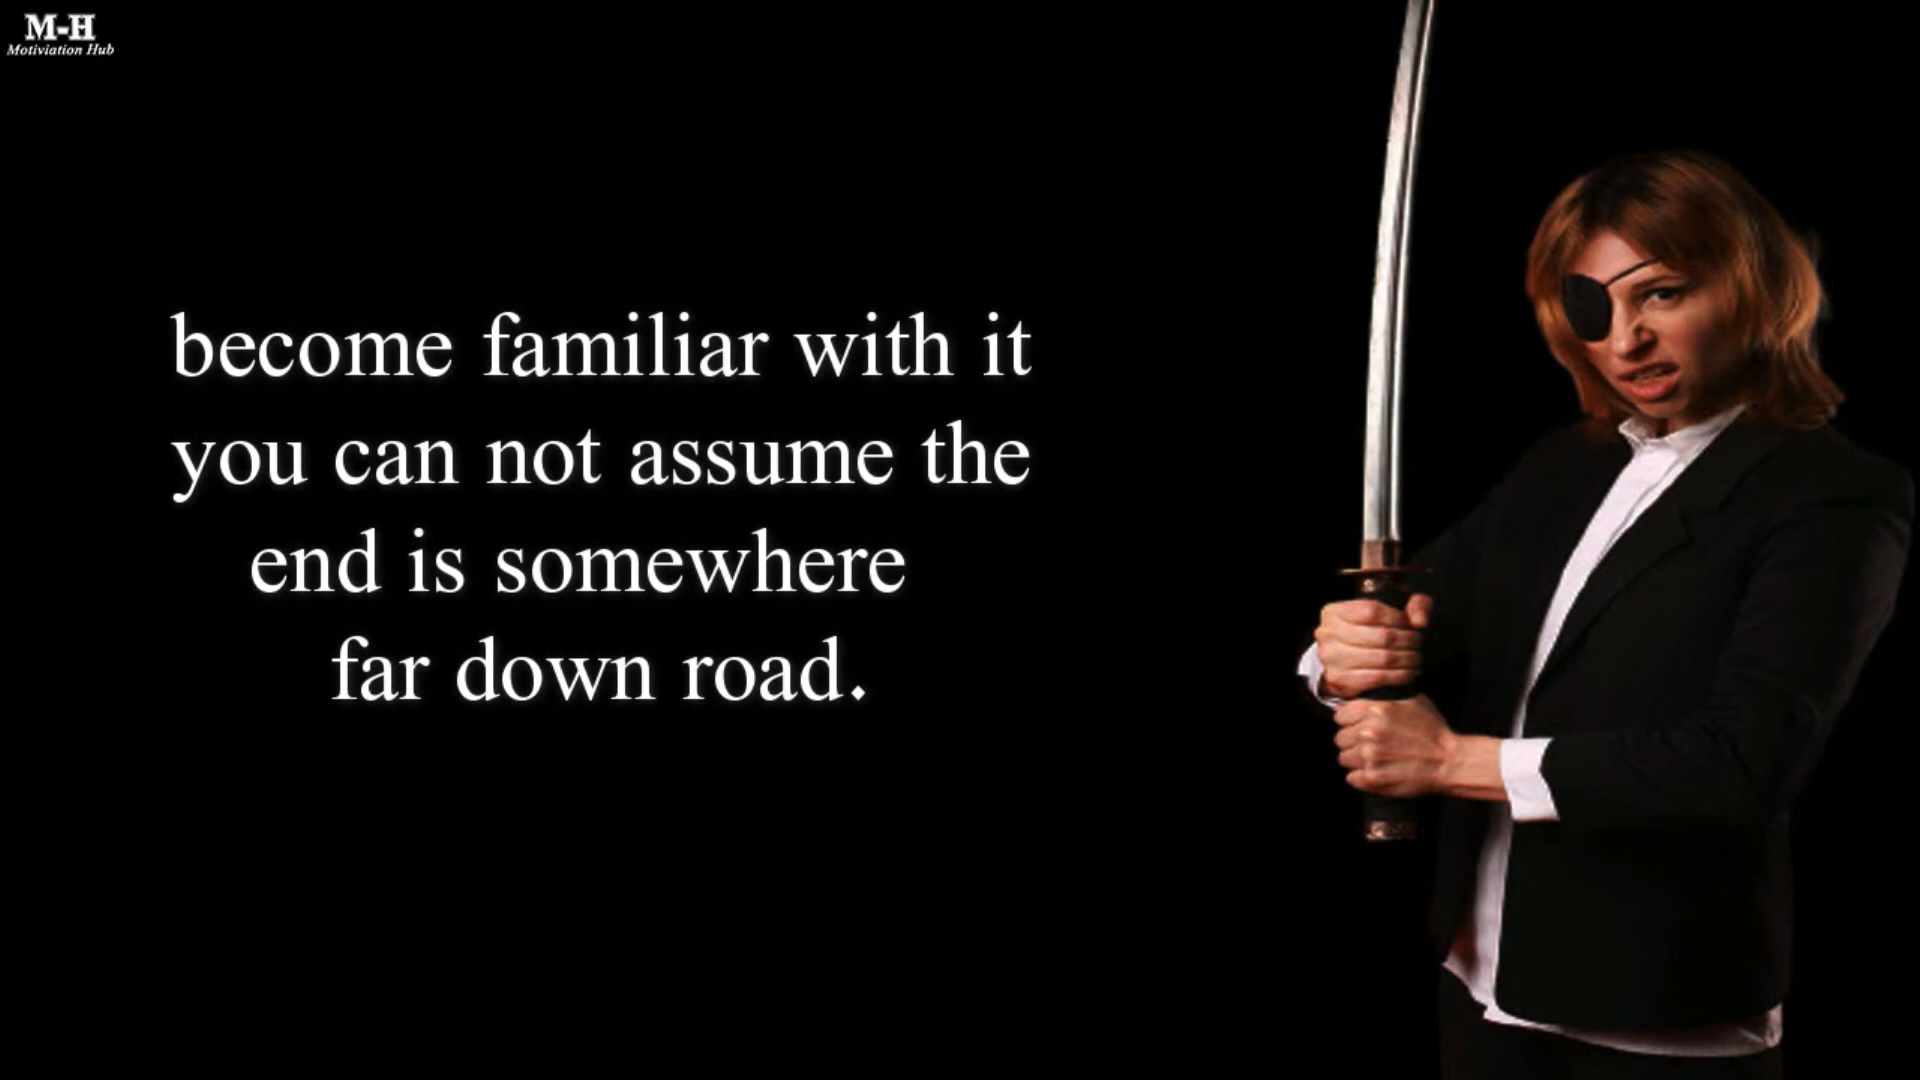 M-H
Motiviation Hub
become familiar with it
you can not assume the
end is somewhere
far down road.